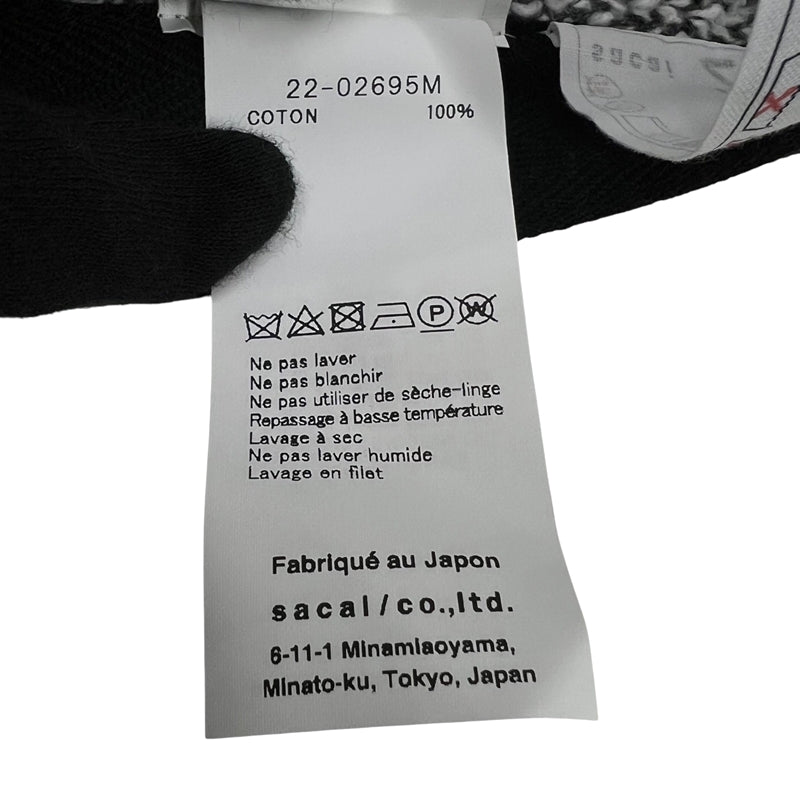 22-02695M
COTON 100%
Ne pas laver
Ne pas blanchir
Ne pas utiliser de sèche-linge
Repassage à basse température
Lavage à sec
Ne pas laver humide
Lavage en filet
Fabriqué au Japon
sacai/co.,ltd.
6-11-1 Minamiaoyama,
Minato-ku, Tokyo, Japan